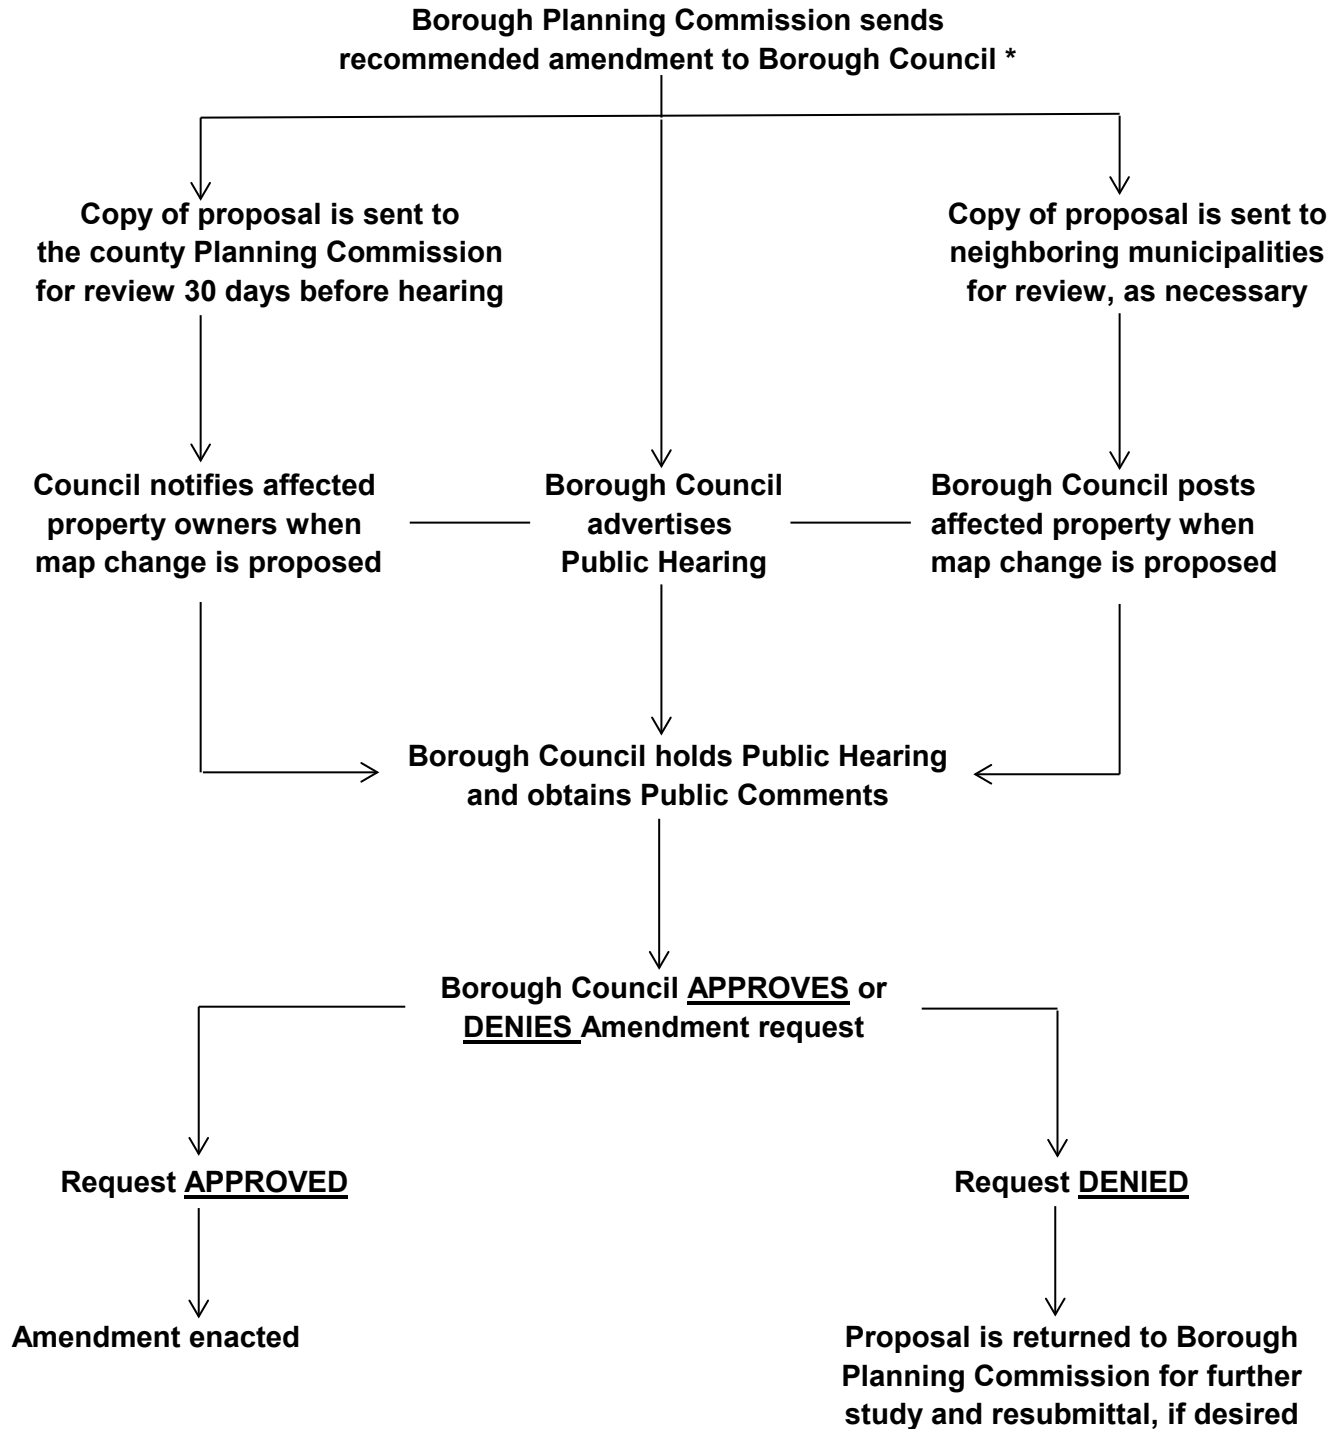 Borough Planning Commission sends
recommended amendment to Borough Council *
Copy of proposal is sent to
the county Planning Commission
for review 30 days before hearing
Copy of proposal is sent to
neighboring municipalities
for review, as necessary
Council notifies affected
property owners when
map change is proposed
Borough Council
advertises
Public Hearing
Borough Council posts
affected property when
map change is proposed
Borough Council holds Public Hearing
and obtains Public Comments
Borough Council APPROVES or
DENIES Amendment request
Request APPROVED
Request DENIED
Amendment enacted
Proposal is returned to Borough
Planning Commission for further
study and resubmittal, if desired